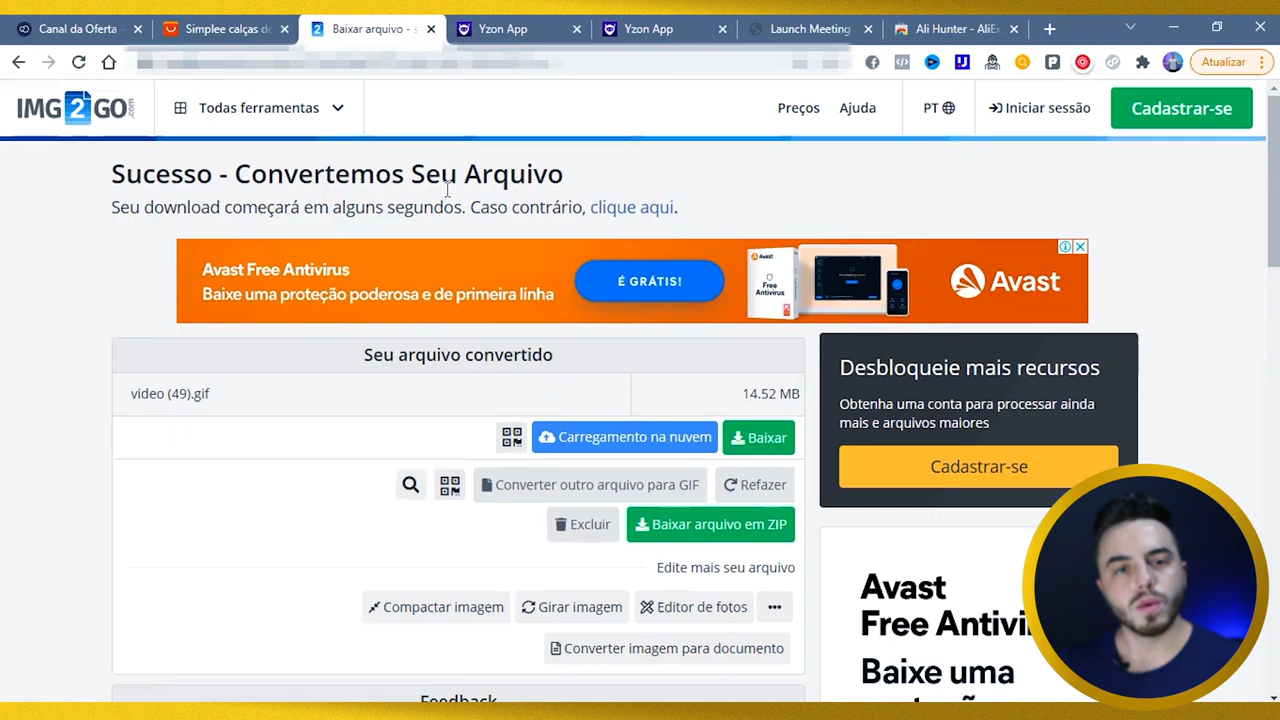 Canal da Oferta -
Simplee calças d
Baixar arquivo - s
Yzon App
Yzon App
Launch Meeting
Ali Hunter - AliEx
Atualizar
IMG2GO.com
Todas ferramentas
Preços
Ajuda
PT
Iniciar sessão
Cadastrar-se
Sucesso - Convertemos Seu Arquivo
Seu download começará em alguns segundos. Caso contrário, clique aqui.
Avast Free Antivirus
Baixe uma proteção poderosa e de primeira linha
É GRÁTIS!
Avast
Free
Antivirus
Avast
Seu arquivo convertido
video (49).gif
14.52 MB
Carregamento na nuvem
Baixar
Converter outro arquivo para GIF
Refazer
Excluir
Baixar arquivo em ZIP
Edite mais seu arquivo
Compactar imagem
Girar imagem
Editor de fotos
Converter imagem para documento
Feedback
Desbloqueie mais recursos
Obtenha uma conta para processar ainda
mais e arquivos maiores
Cadastrar-se
Avast
Free Antivi
Baixe uma